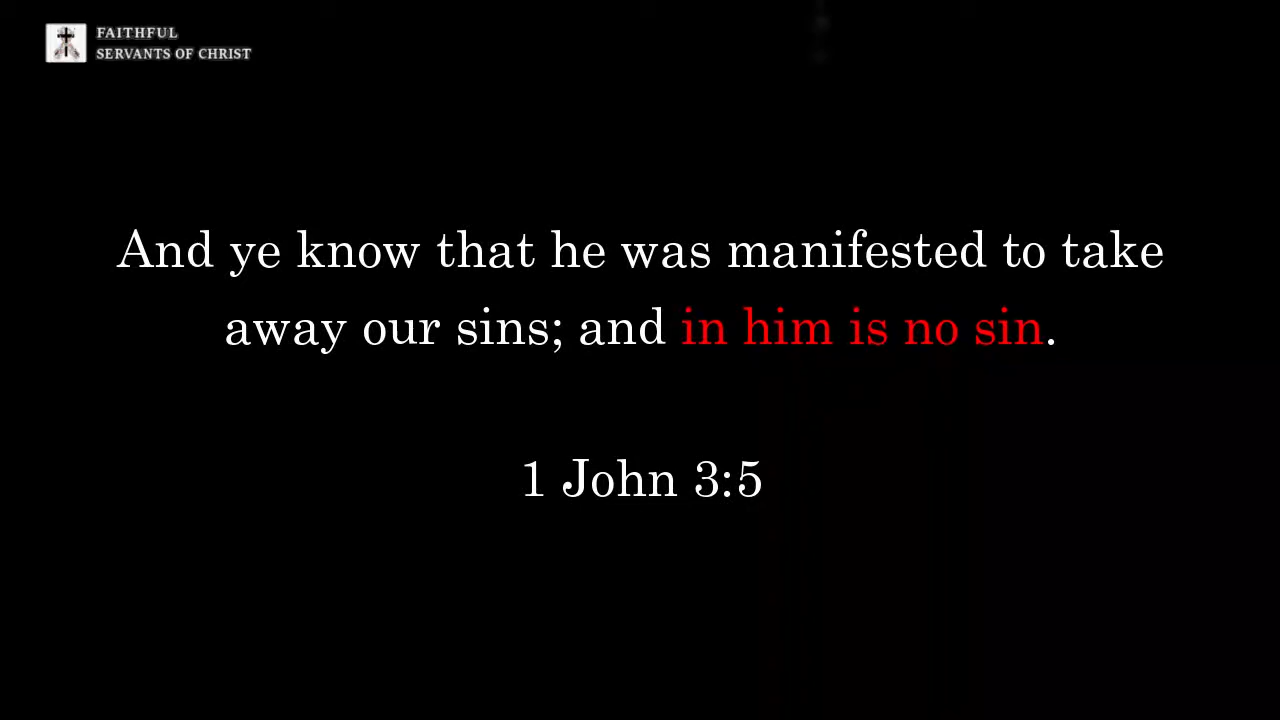 FAITHFUL
SERVANTS OF CHRIST
And ye know that he was manifested to take
away our sins; and in him is no sin.
1 John 3:5